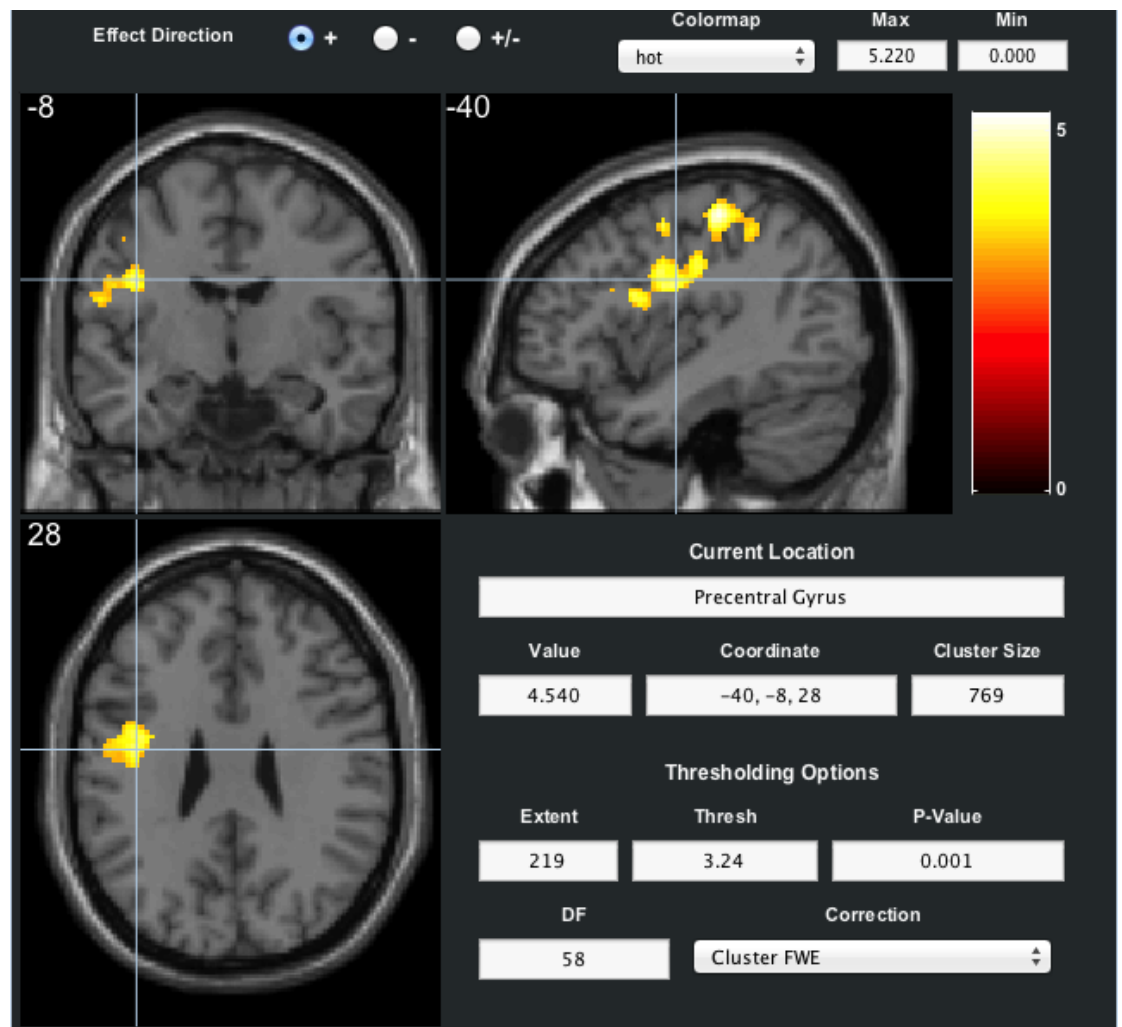 Effect Direction + - +/-
Colormap Max Min
hot 5.220 0.000
-8 -40
5
0
28
Current Location
Precentral Gyrus
Value Coordinate Cluster Size
4.540 −40, −8, 28 769
Thresholding Options
Extent Thresh P-Value
219 3.24 0.001
DF Correction
58 Cluster FWE